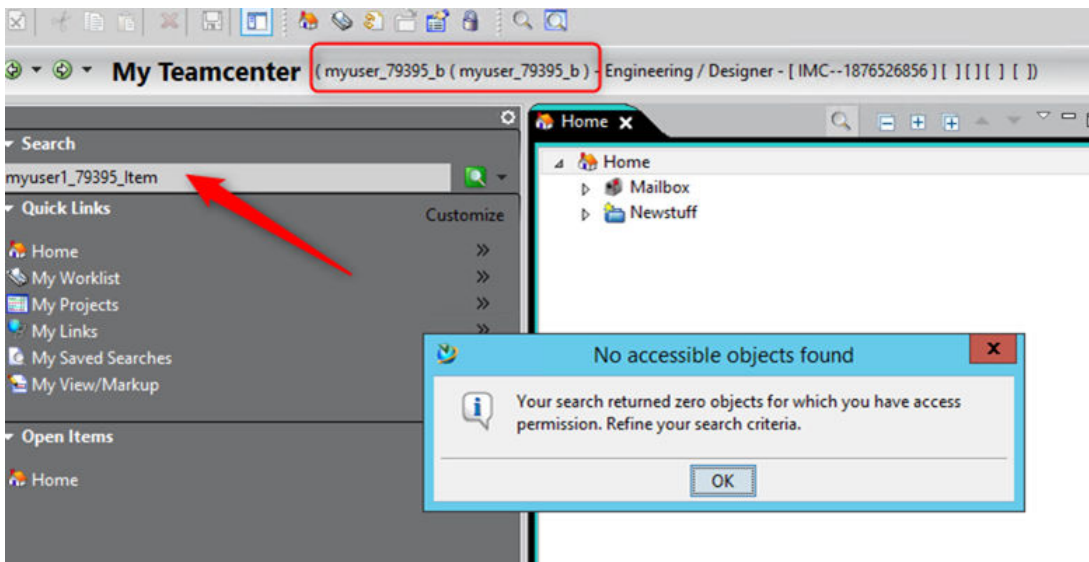 My Teamcenter ( myuser_79395_b ( myuser_79395_b ) - Engineering / Designer - [ IMC--1876526856 ] [ ] [ ] [ ] [ ])
Search
myuser1_79395_Item
Quick Links
Customize
Home »
My Worklist »
My Projects »
My Links »
My Saved Searches
My View/Markup
Open Items
Home
Home
Home
Mailbox
Newstuff
No accessible objects found
x
Your search returned zero objects for which you have access
permission. Refine your search criteria.
OK